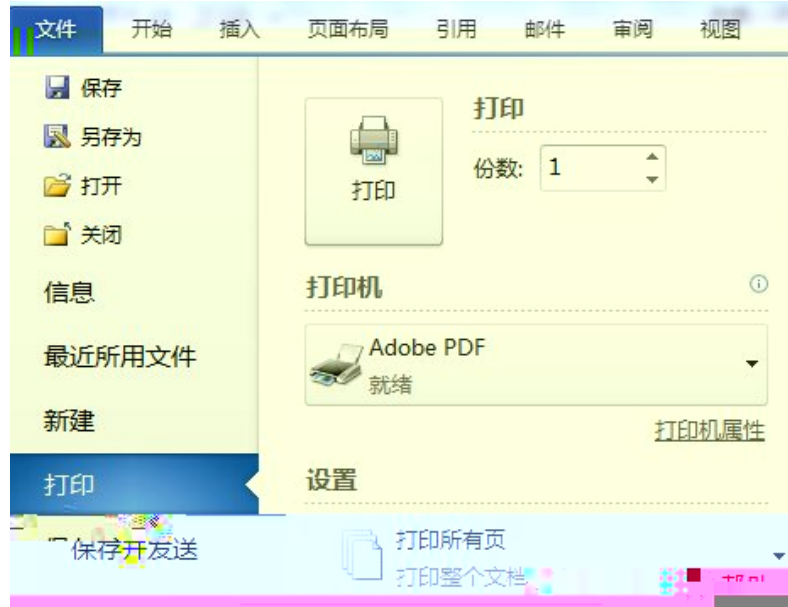 文件 开始 插入 页面布局 引用 邮件 审阅 视图
保存
另存为
打开
关闭
信息
最近所用文件
新建
打印
保存并发送
打印
打印
份数: 1
打印机
Adobe PDF
就绪
打印机属性
设置
打印所有页
打印整个文档